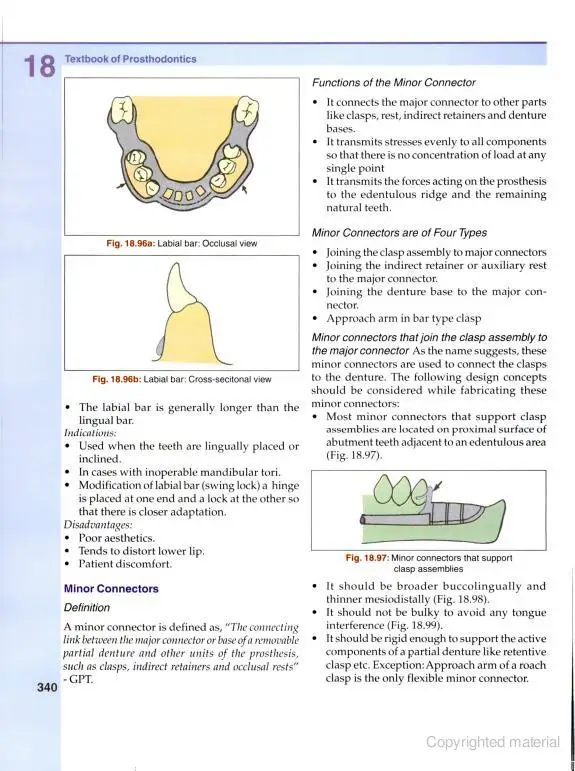 18
Textbook of Prosthodontics
Fig. 18.96a: Labial bar: Occlusal view
Fig. 18.96b: Labial bar: Cross-secitonal view
• The labial bar is generally longer than the
lingual bar.
Indications:
• Used when the teeth are lingually placed or
inclined.
• In cases with inoperable mandibular tori.
• Modification of labial bar (swing lock) a hinge
is placed at one end and a lock at the other so
that there is closer adaptation.
Disadvantages:
• Poor aesthetics.
• Tends to distort lower lip.
• Patient discomfort.
Minor Connectors
Definition
A minor connector is defined as, "The connecting
link between the major connector or base of a removable
partial denture and other units of the prosthesis,
such as clasps, indirect retainers and occlusal rests"
- GPT.
340
Functions of the Minor Connector
• It connects the major connector to other parts
like clasps, rest, indirect retainers and denture
bases.
• It transmits stresses evenly to all components
so that there is no concentration of load at any
single point
• It transmits the forces acting on the prosthesis
to the edentulous ridge and the remaining
natural teeth.
Minor Connectors are of Four Types
• Joining the clasp assembly to major connectors
• Joining the indirect retainer or auxiliary rest
to the major connector.
• Joining the denture base to the major con-
nector.
• Approach arm in bar type clasp
Minor connectors that join the clasp assembly to
the major connector As the name suggests, these
minor connectors are used to connect the clasps
to the denture. The following design concepts
should be considered while fabricating these
minor connectors:
• Most minor connectors that support clasp
assemblies are located on proximal surface of
abutment teeth adjacent to an edentulous area
(Fig. 18.97).
Fig. 18.97: Minor connectors that support
clasp assemblies
• It should be broader buccolingually and
thinner mesiodistally (Fig. 18.98).
• It should not be bulky to avoid any tongue
interference (Fig. 18.99).
• It should be rigid enough to support the active
components of a partial denture like retentive
clasp etc. Exception: Approach arm of a roach
clasp is the only flexible minor connector.
Copyrighted material